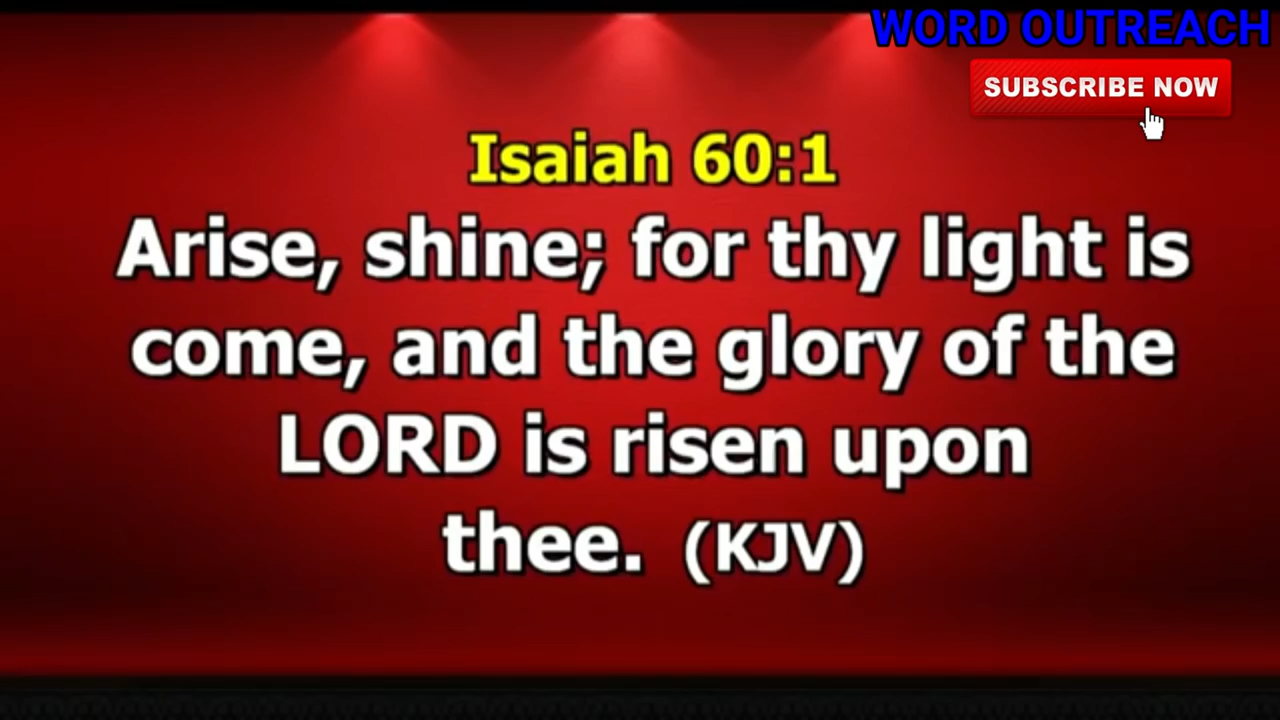 WORD OUTREACH
SUBSCRIBE NOW
Isaiah 60:1
Arise, shine; for thy light is
come, and the glory of the
LORD is risen upon
thee. (KJV)